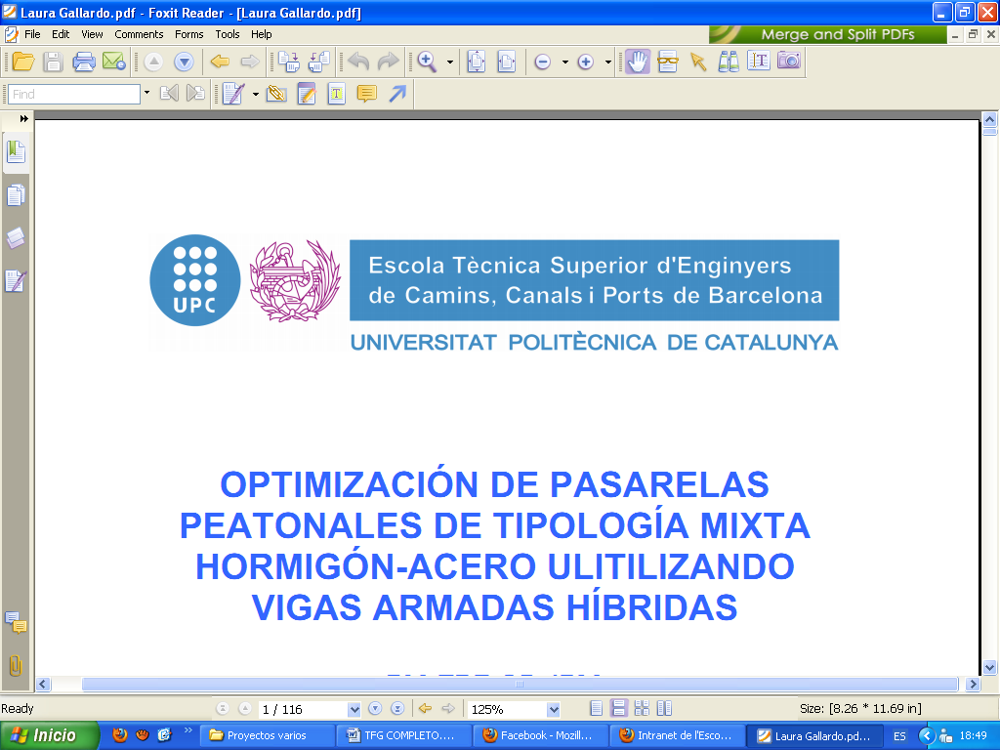 Laura Gallardo.pdf - Foxit Reader - [Laura Gallardo.pdf]
File Edit View Comments Forms Tools Help
Merge and Split PDFs
Find
UPC
Escola Tècnica Superior d'Enginyers
de Camins, Canals i Ports de Barcelona
UNIVERSITAT POLITÈCNICA DE CATALUNYA
OPTIMIZACIÓN DE PASARELAS
PEATONALES DE TIPOLOGÍA MIXTA
HORMIGÓN-ACERO ULITILIZANDO
VIGAS ARMADAS HÍBRIDAS
Ready
1 / 116
125%
Size: [8.26 * 11.69 in]
Inicio
Proyectos varios
TFG COMPLETO....
Facebook - Mozill...
Intranet de l'Esco...
Laura Gallardo.pd...
ES
18:49